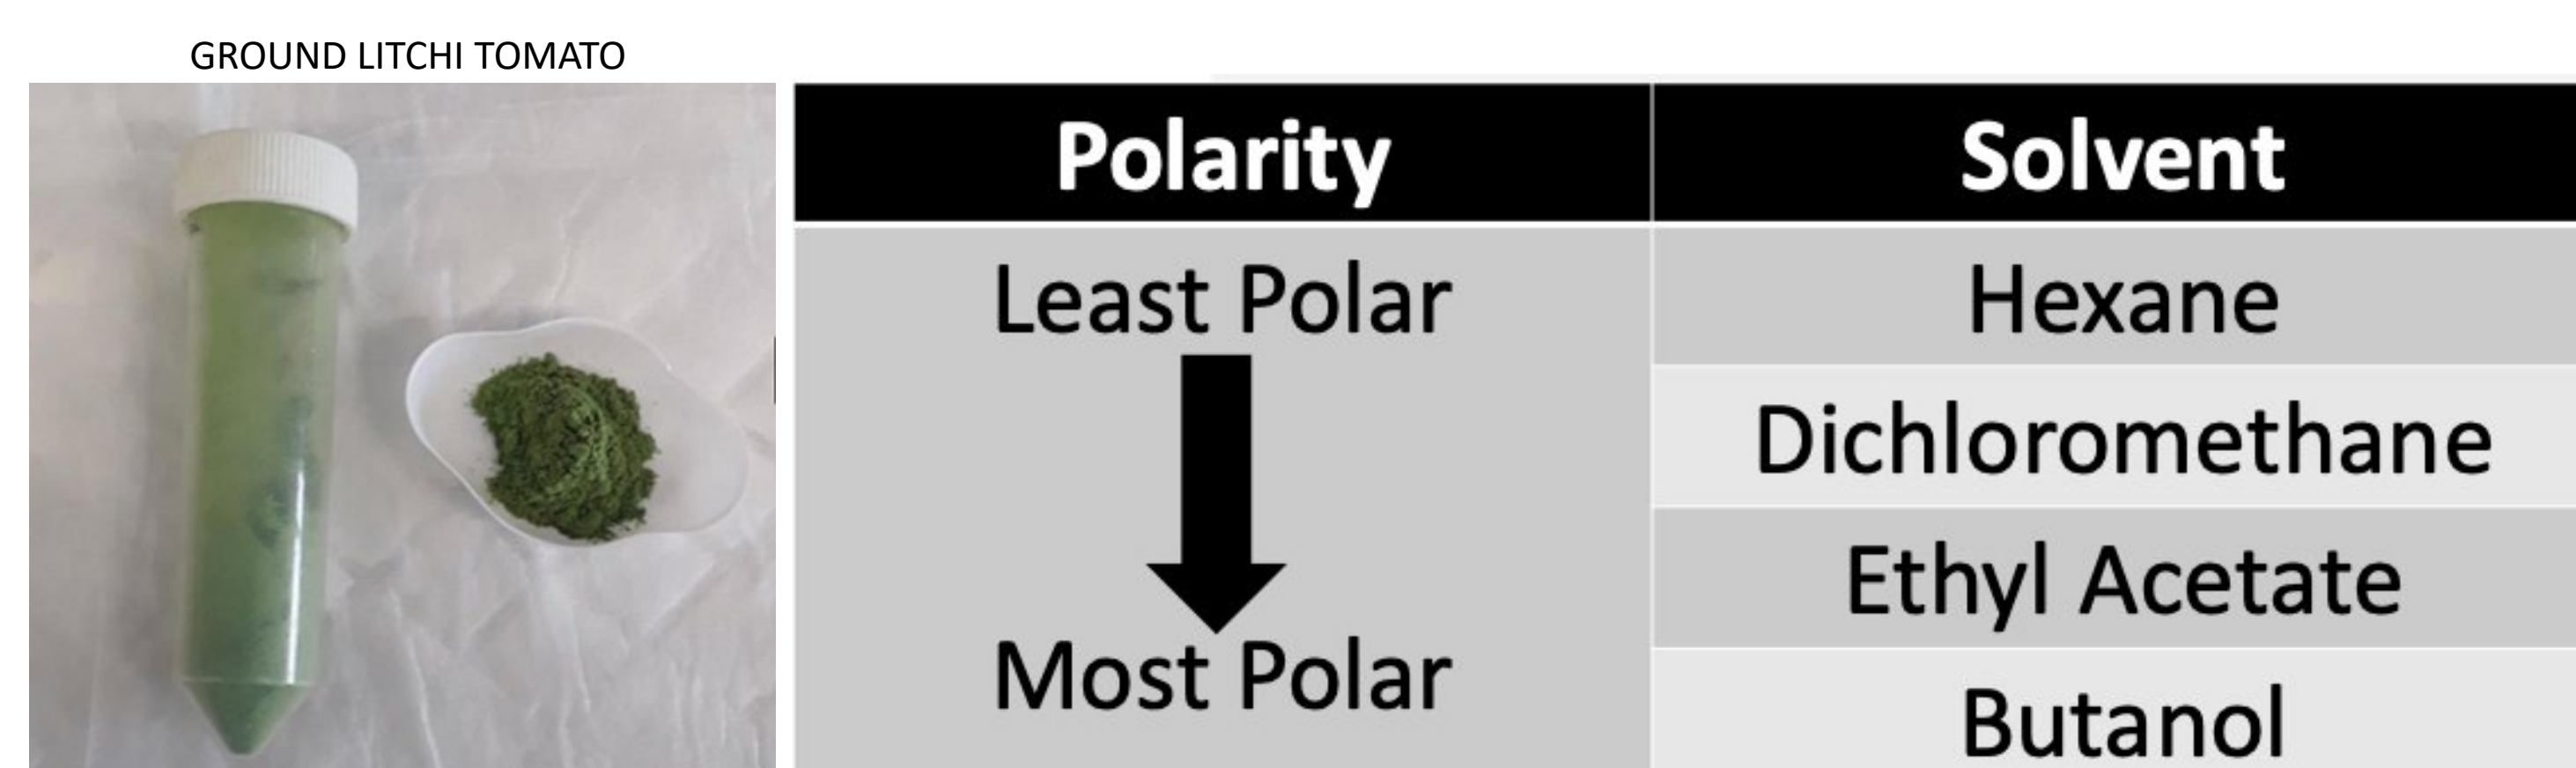 GROUND LITCHI TOMATO
Polarity
Solvent
Least Polar
Most Polar
Hexane
Dichloromethane
Ethyl Acetate
Butanol